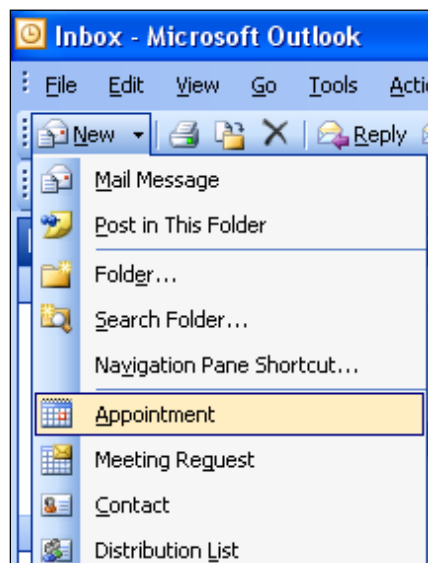 Inbox - Microsoft Outlook
File Edit View Go Tools
New Reply
Mail Message
Post in This Folder
Folder...
Search Folder...
Navigation Pane Shortcut...
Appointment
Meeting Request
Contact
Distribution List